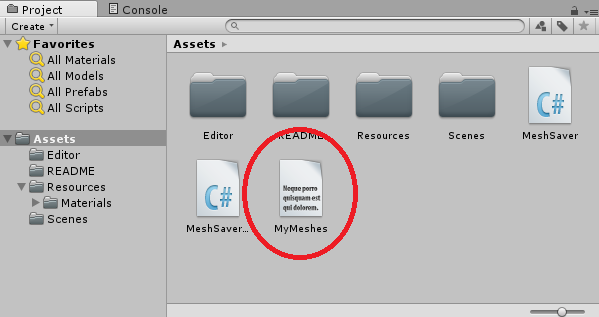 Project
Console
Create
Favorites
All Materials
All Models
All Prefabs
All Scripts
Assets
Editor
README
Resources
Materials
Scenes
Assets
Editor
README
Resources
Scenes
C#
MeshSaver
C#
MeshSaver...
Neque porro
quisquam est
qui dolorem.
MyMeshes